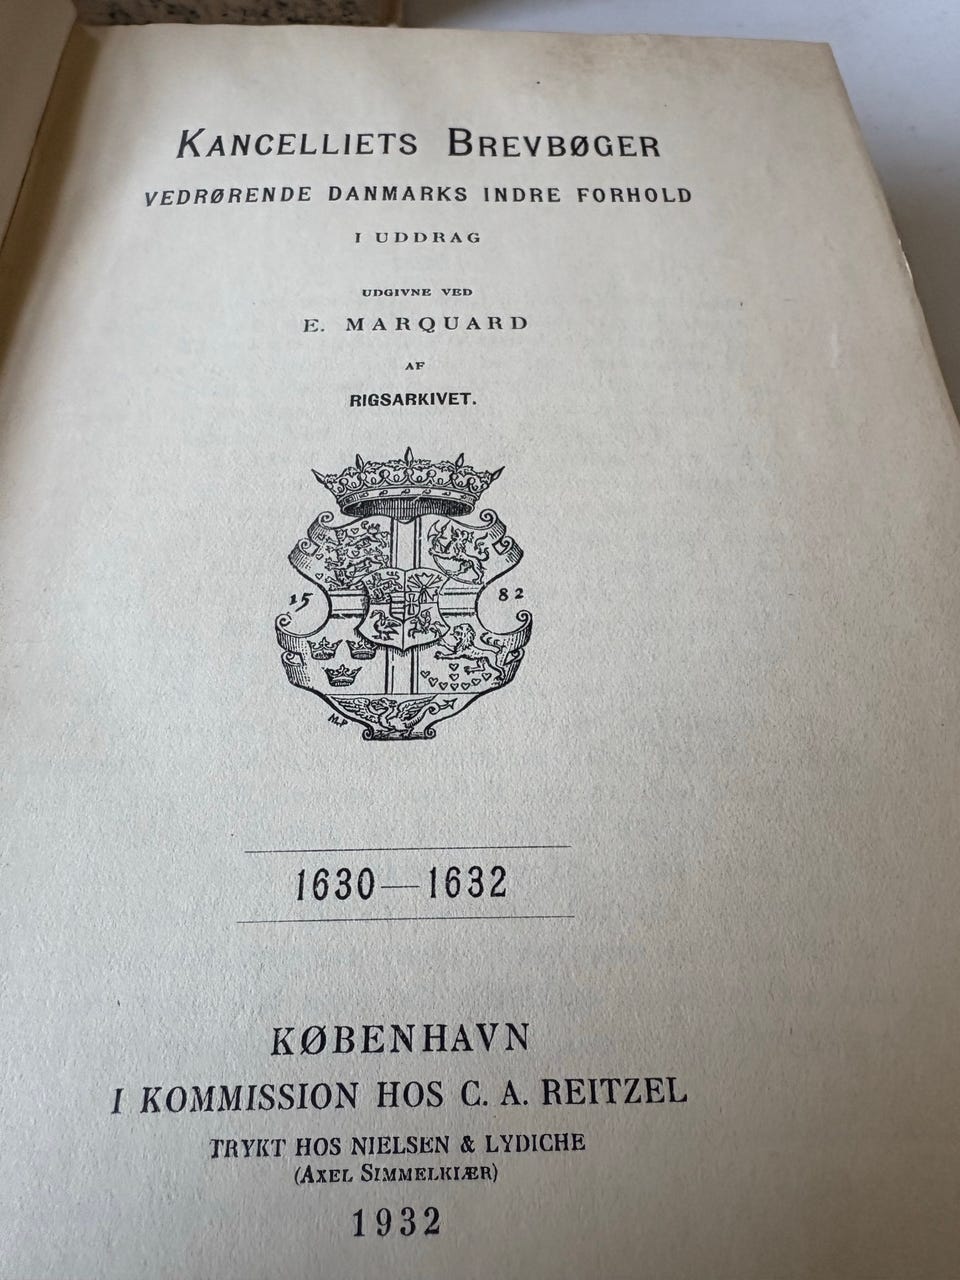 KANCELLIETS BREVBØGER
VEDRØRENDE DANMARKS INDRE FORHOLD
I UDDRAG
UDGIVNE VED
E. MARQUARD
AF
RIGSARKIVET.
15 82
M.P
1630—1632
KØBENHAVN
I KOMMISSION HOS C. A. REITZEL
TRYKT HOS NIELSEN & LYDICHE
(AXEL SIMMELKIÆR)
1932